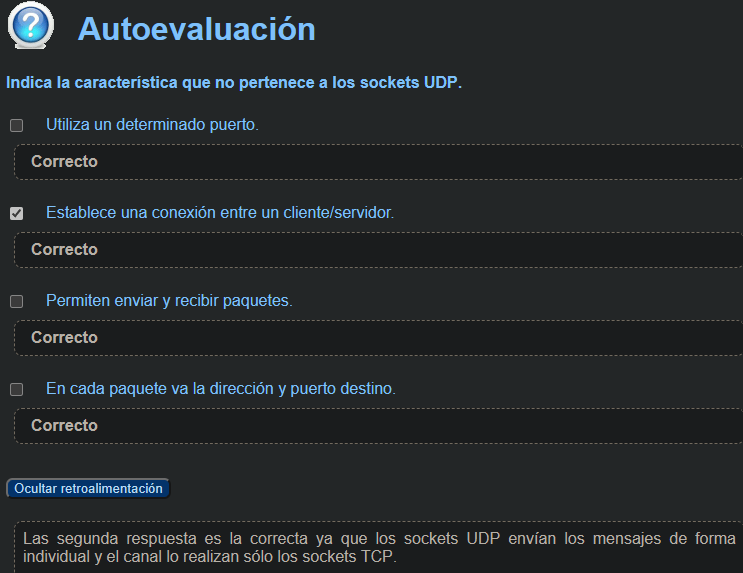 Autoevaluación
Indica la característica que no pertenece a los sockets UDP.
Utiliza un determinado puerto.
Correcto
Establece una conexión entre un cliente/servidor.
Correcto
Permiten enviar y recibir paquetes.
Correcto
En cada paquete va la dirección y puerto destino.
Correcto
Ocultar retroalimentación
Las segunda respuesta es la correcta ya que los sockets UDP envían los mensajes de forma
individual y el canal lo realizan sólo los sockets TCP.